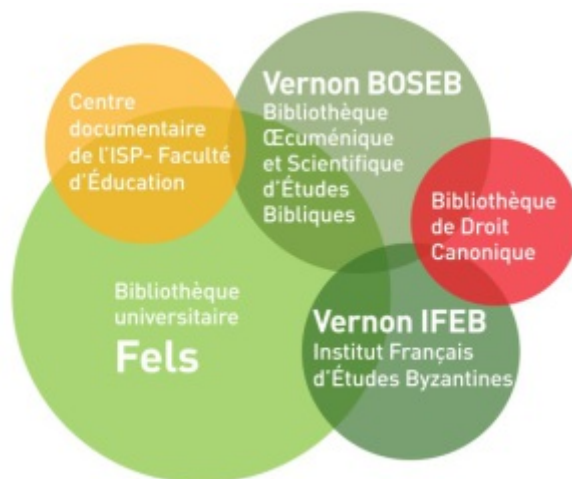 Centre
documentaire
de l'ISP- Faculté
d'Éducation
Vernon BOSEB
Bibliothèque
Œcuménique
et Scientifique
d'Études
Bibliques
Bibliothèque
de Droit
Canonique
Bibliothèque
universitaire
Fels
Vernon IFEB
Institut Français
d'Études Byzantines